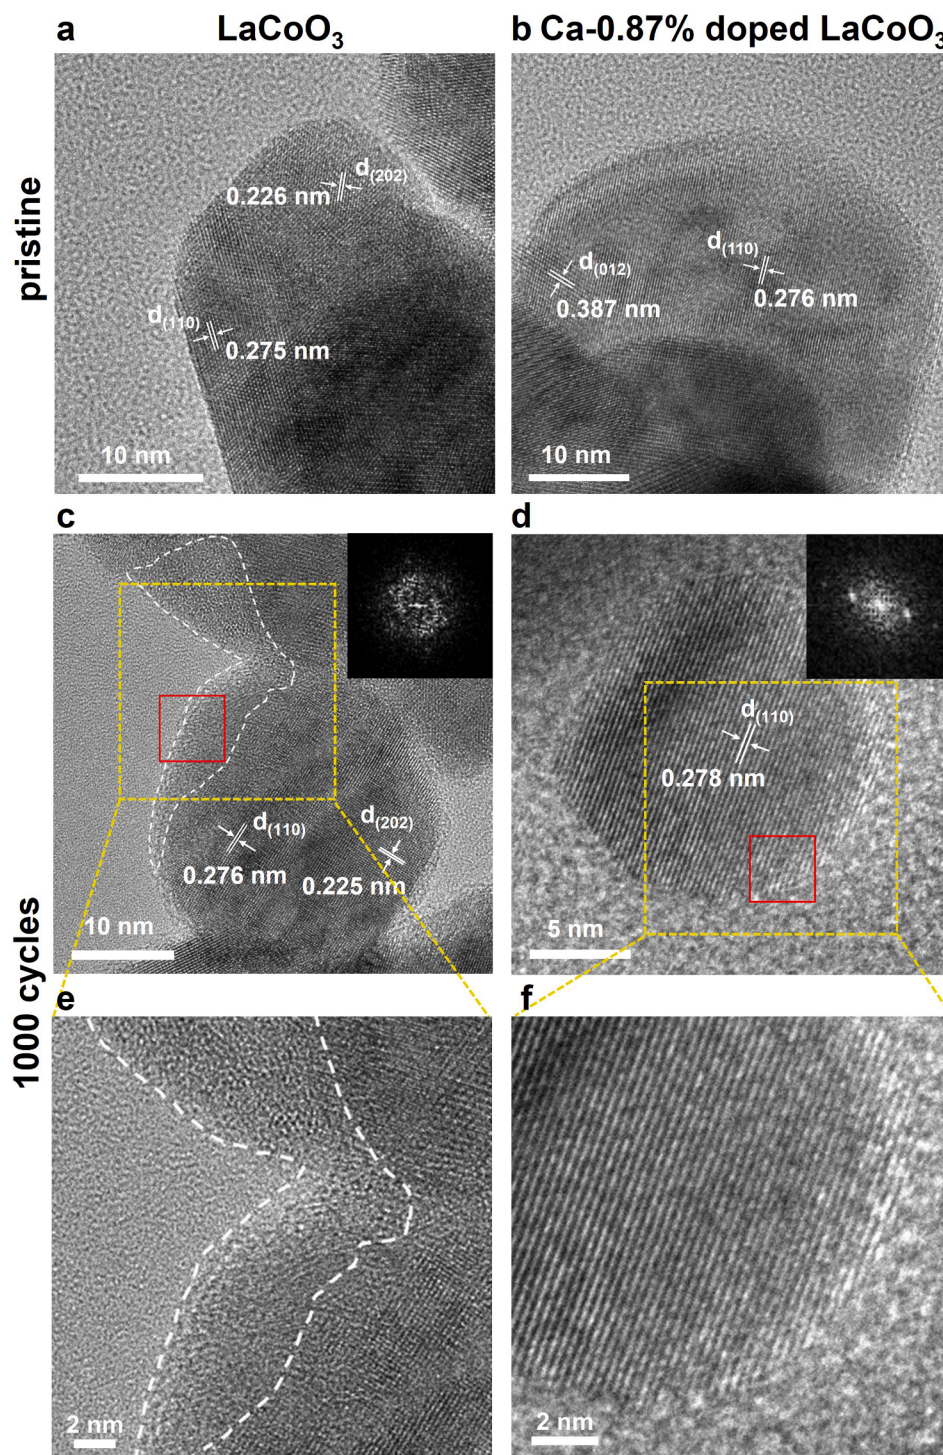 a
LaCoO₃
b Ca-0.87% doped LaCoO₃
pristine
d(202)
0.226 nm
d(110)
0.275 nm
10 nm
d(110)
d(012)
0.276 nm
0.387 nm
10 nm
1000 cycles
c
d(110)
d(202)
0.276 nm
0.225 nm
10 nm
d
d(110)
0.278 nm
5 nm
e
2 nm
f
2 nm